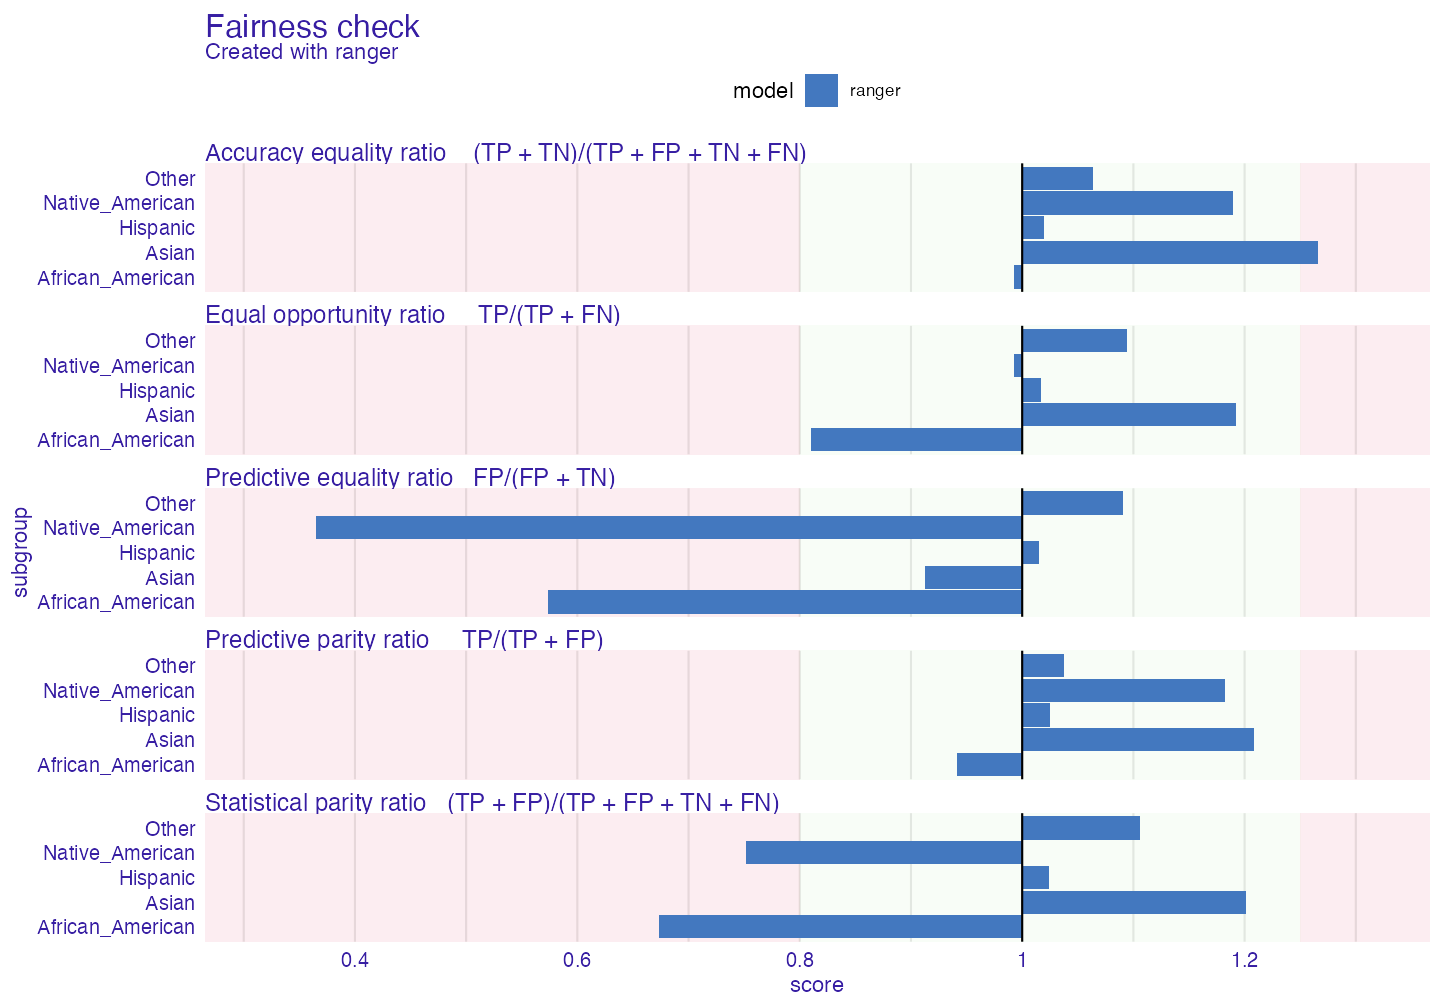 Fairness check
Created with ranger
model ranger
Accuracy equality ratio (TP + TN)/(TP + FP + TN + FN)
Other
Native_American
Hispanic
Asian
African_American
Equal opportunity ratio TP/(TP + FN)
Other
Native_American
Hispanic
Asian
African_American
Predictive equality ratio FP/(FP + TN)
Other
Native_American
Hispanic
Asian
African_American
Predictive parity ratio TP/(TP + FP)
Other
Native_American
Hispanic
Asian
African_American
Statistical parity ratio (TP + FP)/(TP + FP + TN + FN)
Other
Native_American
Hispanic
Asian
African_American
subgroup
0.4 0.6 0.8 1 1.2
score